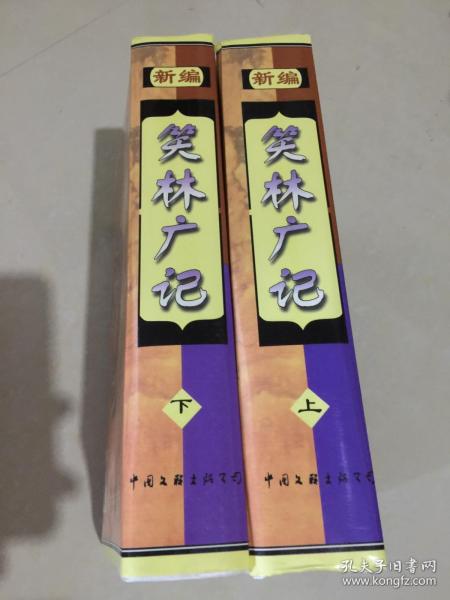 新编
笑林广记
下
中国文联出版公司
新编
笑林广记
上
中国文联出版公司
孔夫子旧书网
www.kongfz.com